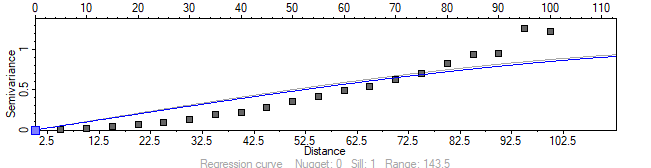 0 10 20 30 40 50 60 70 80 90 100 110
1
0.5
0
Semivariance
2.5 12.5 22.5 32.5 42.5 52.5 62.5 72.5 82.5 92.5 102.5
Distance
Regression curve Nugget: 0 Sill: 1 Range: 143.5